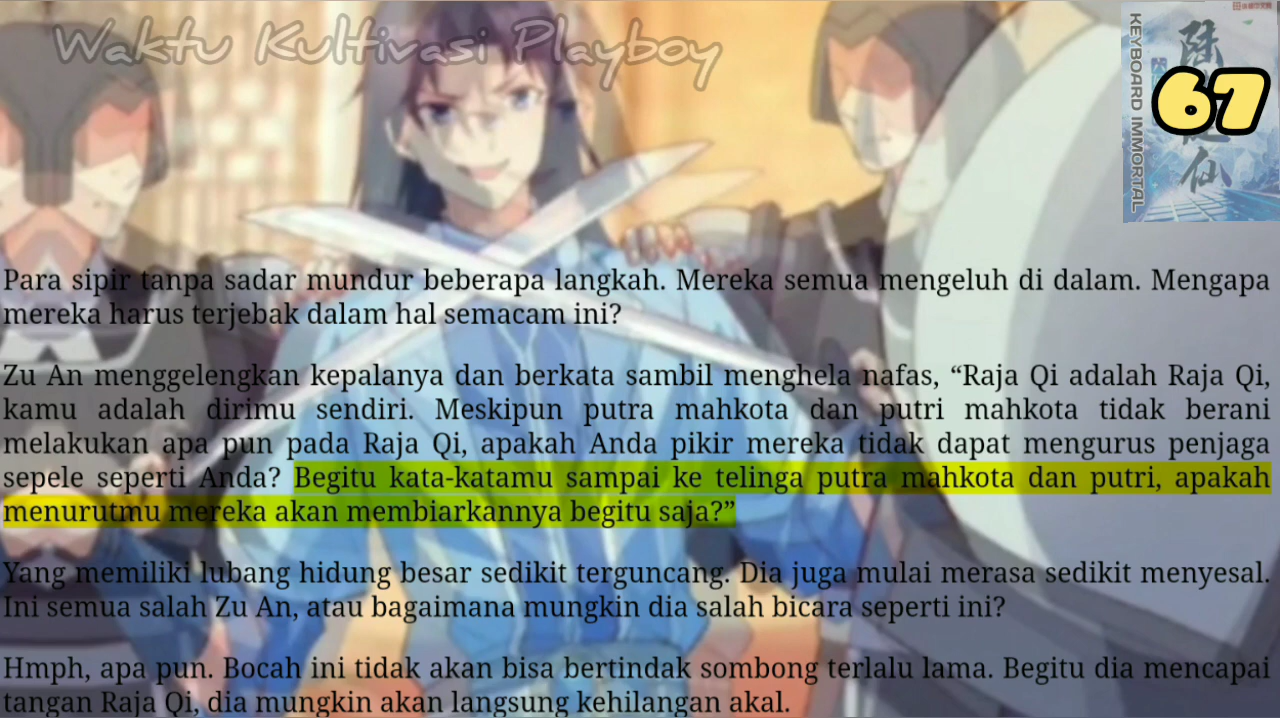 Waktu Kultivasi Playboy
KEYBOARD IMMORTAL
67
Para sipir tanpa sadar mundur beberapa langkah. Mereka semua mengeluh di dalam. Mengapa
mereka harus terjebak dalam hal semacam ini?
Zu An menggelengkan kepalanya dan berkata sambil menghela nafas, “Raja Qi adalah Raja Qi,
kamu adalah dirimu sendiri. Meskipun putra mahkota dan putri mahkota tidak berani
melakukan apa pun pada Raja Qi, apakah Anda pikir mereka tidak dapat mengurus penjaga
sepele seperti Anda? Begitu kata-katamu sampai ke telinga putra mahkota dan putri, apakah
menurutmu mereka akan membiarkannya begitu saja?”
Yang memiliki lubang hidung besar sedikit terguncang. Dia juga mulai merasa sedikit menyesal.
Ini semua salah Zu An, atau bagaimana mungkin dia salah bicara seperti ini?
Hmph, apa pun. Bocah ini tidak akan bisa bertindak sombong terlalu lama. Begitu dia mencapai
tangan Raja Qi, dia mungkin akan langsung kehilangan akal.